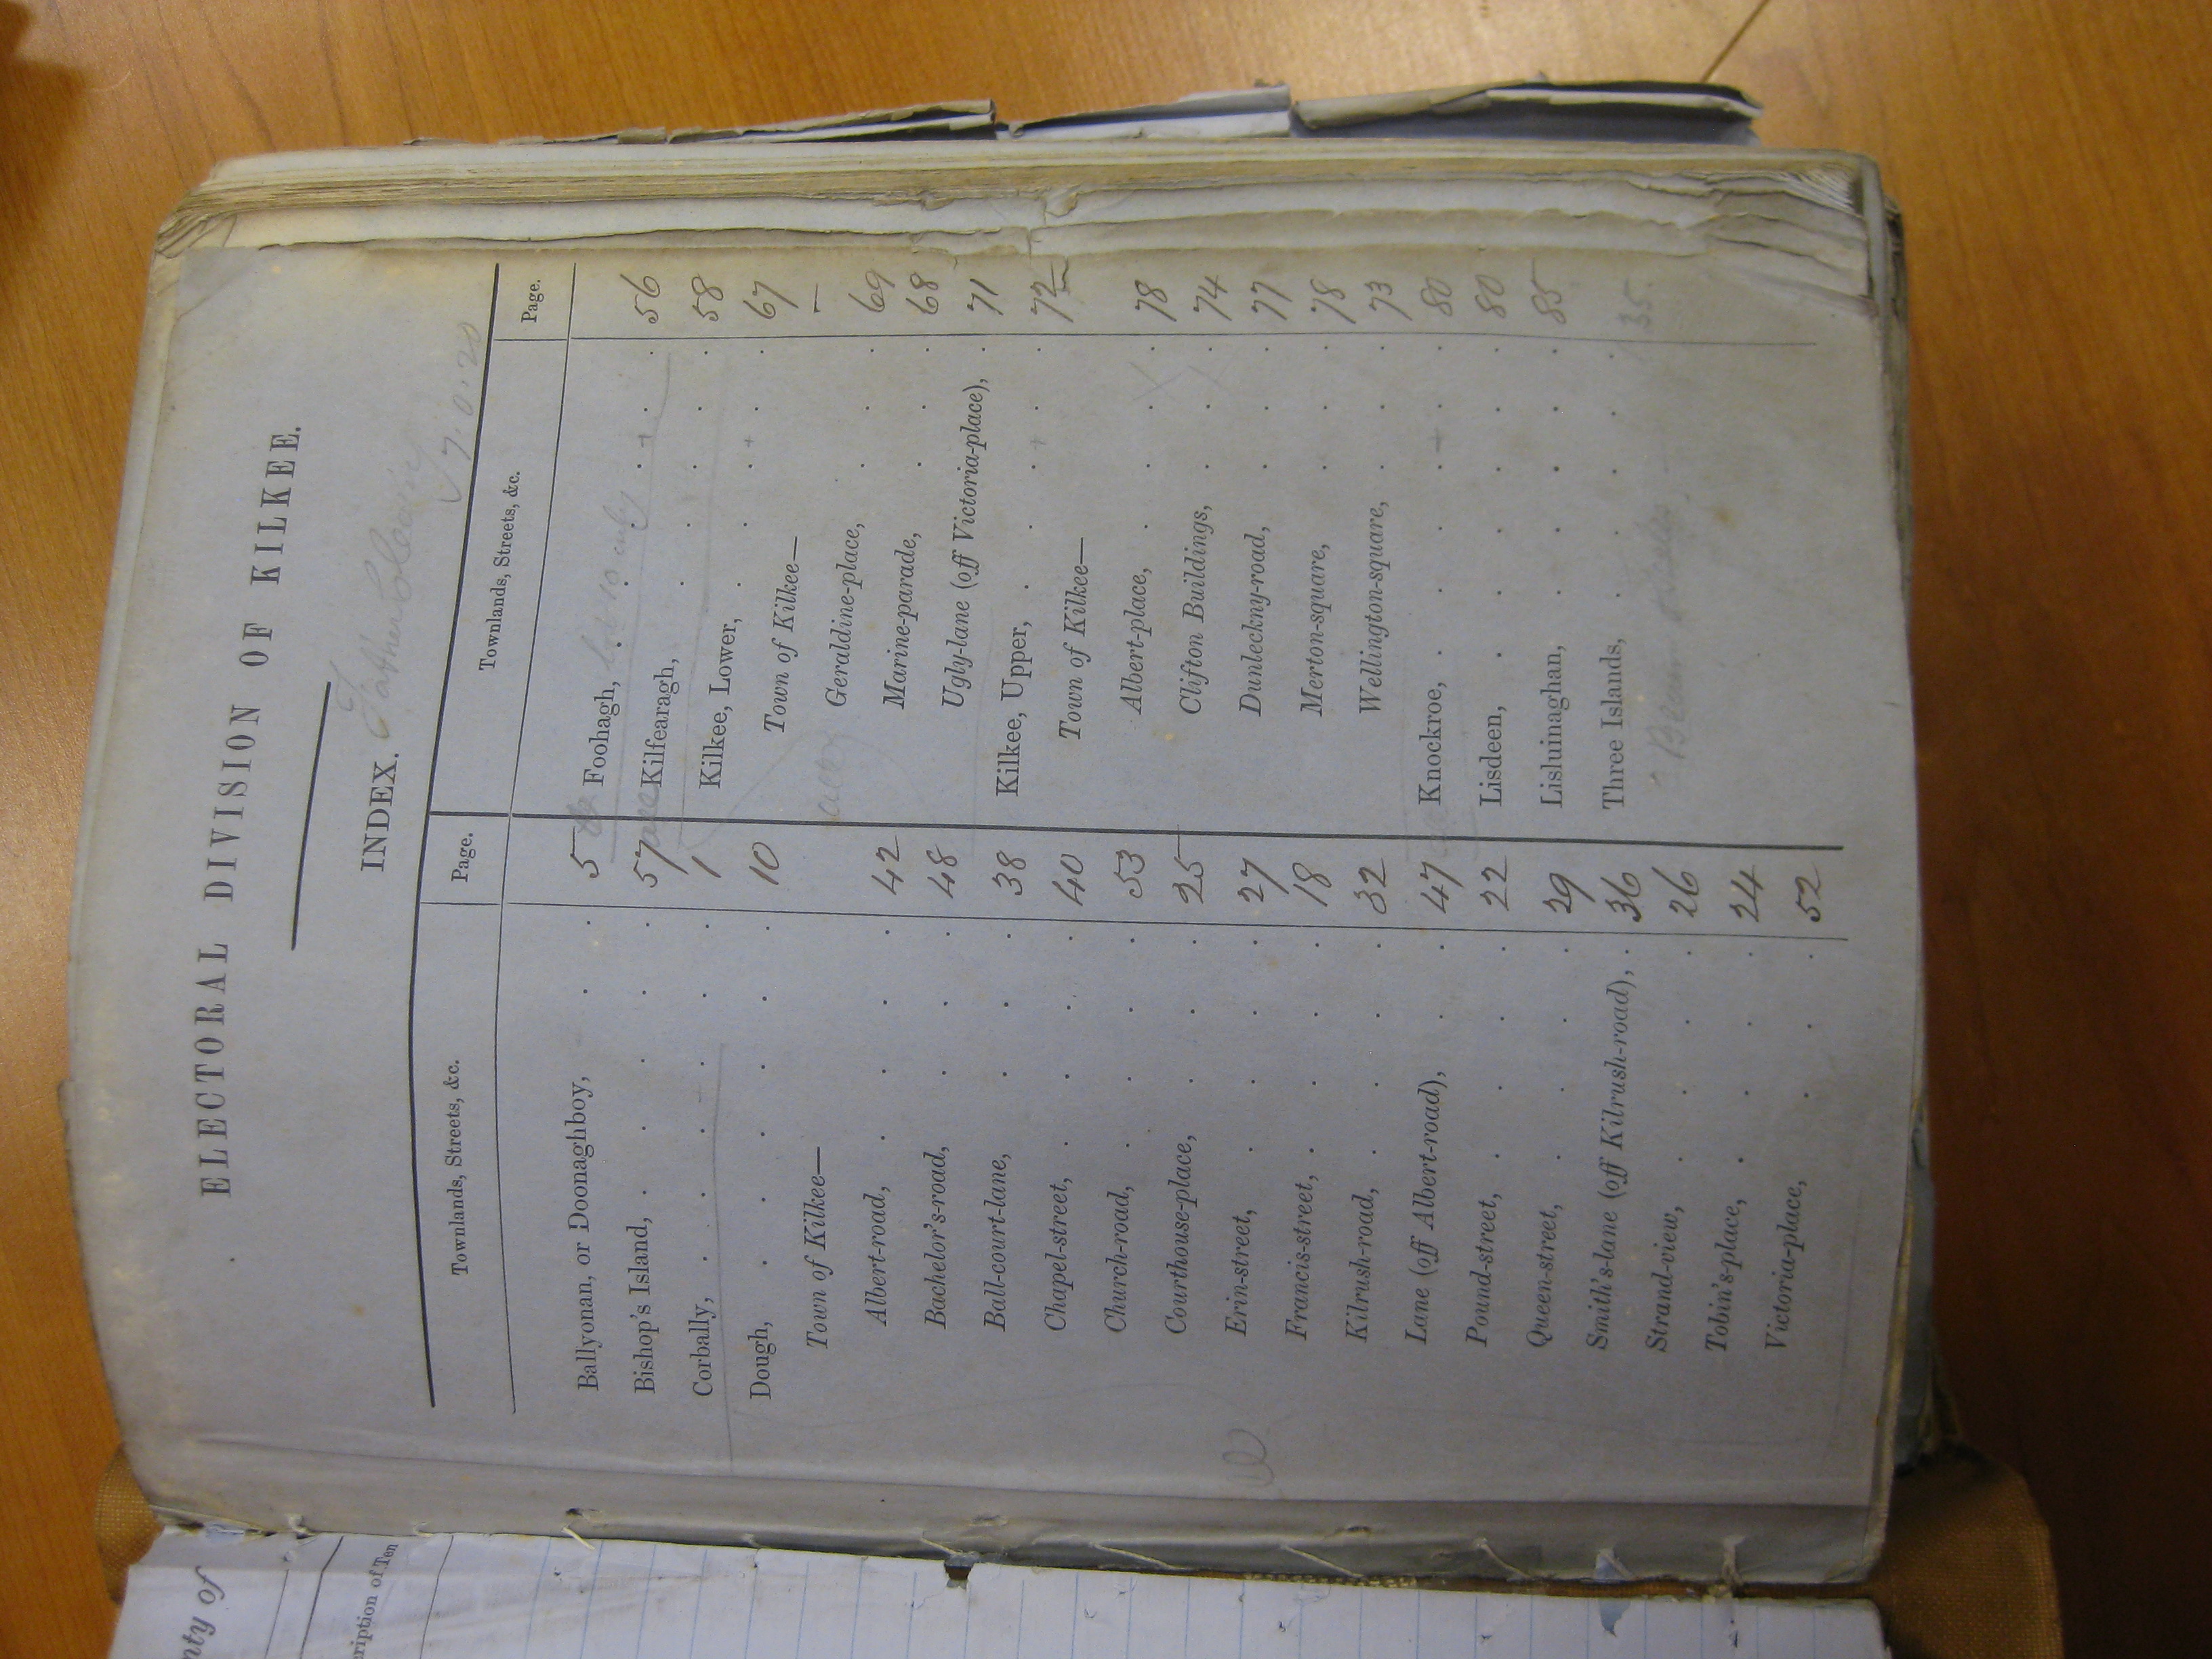 ELECTORAL DIVISION OF KILKEE.
INDEX.
Townlands, Streets, &c. Page.
Ballyonan, or Doonaghboy, 5
Bishop's Island, 57
Corbally, 1
Dough, 10
Town of Kilkee—
Albert-road, 42
Bachelor's-road, 48
Ball-court-lane, 38
Chapel-street, 40
Church-road, 53
Courthouse-place, 25
Erin-street, 27
Francis-street, 18
Kilrush-road, 32
Lane (off Albert-road), 47
Pound-street, 22
Queen-street, 29
Smith's-lane (off Kilrush-road), 36
Strand-view, 26
Tobin's-place, 24
Victoria-place, 52
Townlands, Streets, &c. Page.
Foohagh, 56
Kilfearagh, 58
Kilkee, Lower, 67
Town of Kilkee— —
Geraldine-place, 69
Marine-parade, 68
Ugly-lane (off Victoria-place), 71
Kilkee, Upper, 72
Town of Kilkee—
Albert-place, 78
Clifton Buildings, 74
Dunleckny-road, 77
Merton-square, 78
Wellington-square, 73
Knockroe, 80
Lisdeen, 80
Lisluinaghan, 85
Three Islands,
35
nty of
ription of Ten